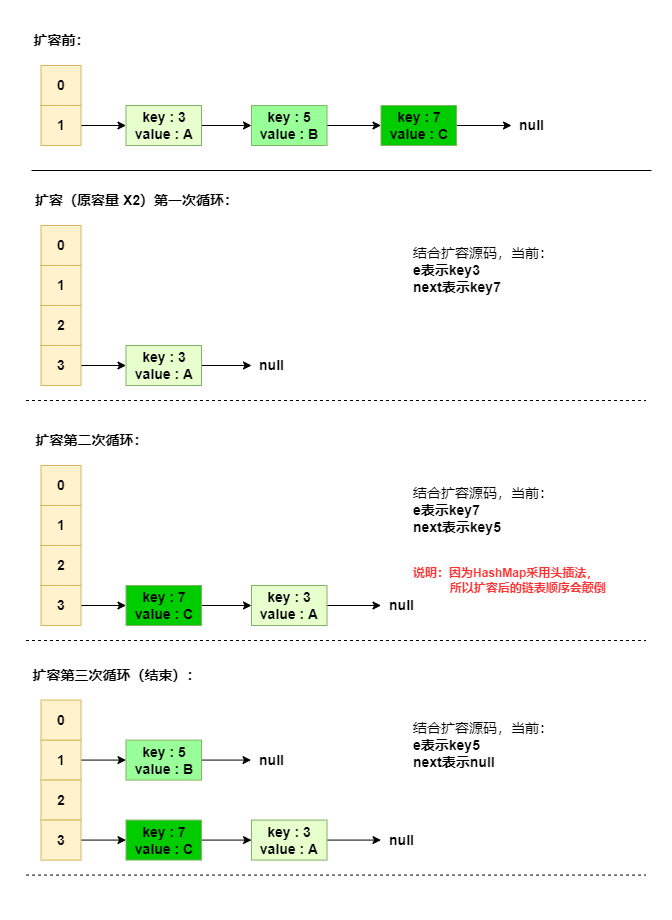 扩容前：
0
1
key : 3
value : A
key : 5
value : B
key : 7
value : C
null
扩容（原容量 X2）第一次循环：
0
1
2
3
key : 3
value : A
null
结合扩容源码，当前：
e表示key3
next表示key7
扩容第二次循环：
0
1
2
3
key : 7
value : C
key : 3
value : A
null
结合扩容源码，当前：
e表示key7
next表示key5
说明：因为HashMap采用头插法，
所以扩容后的链表顺序会颠倒
扩容第三次循环（结束）：
0
1
key : 5
value : B
null
2
3
key : 7
value : C
key : 3
value : A
null
结合扩容源码，当前：
e表示key5
next表示null